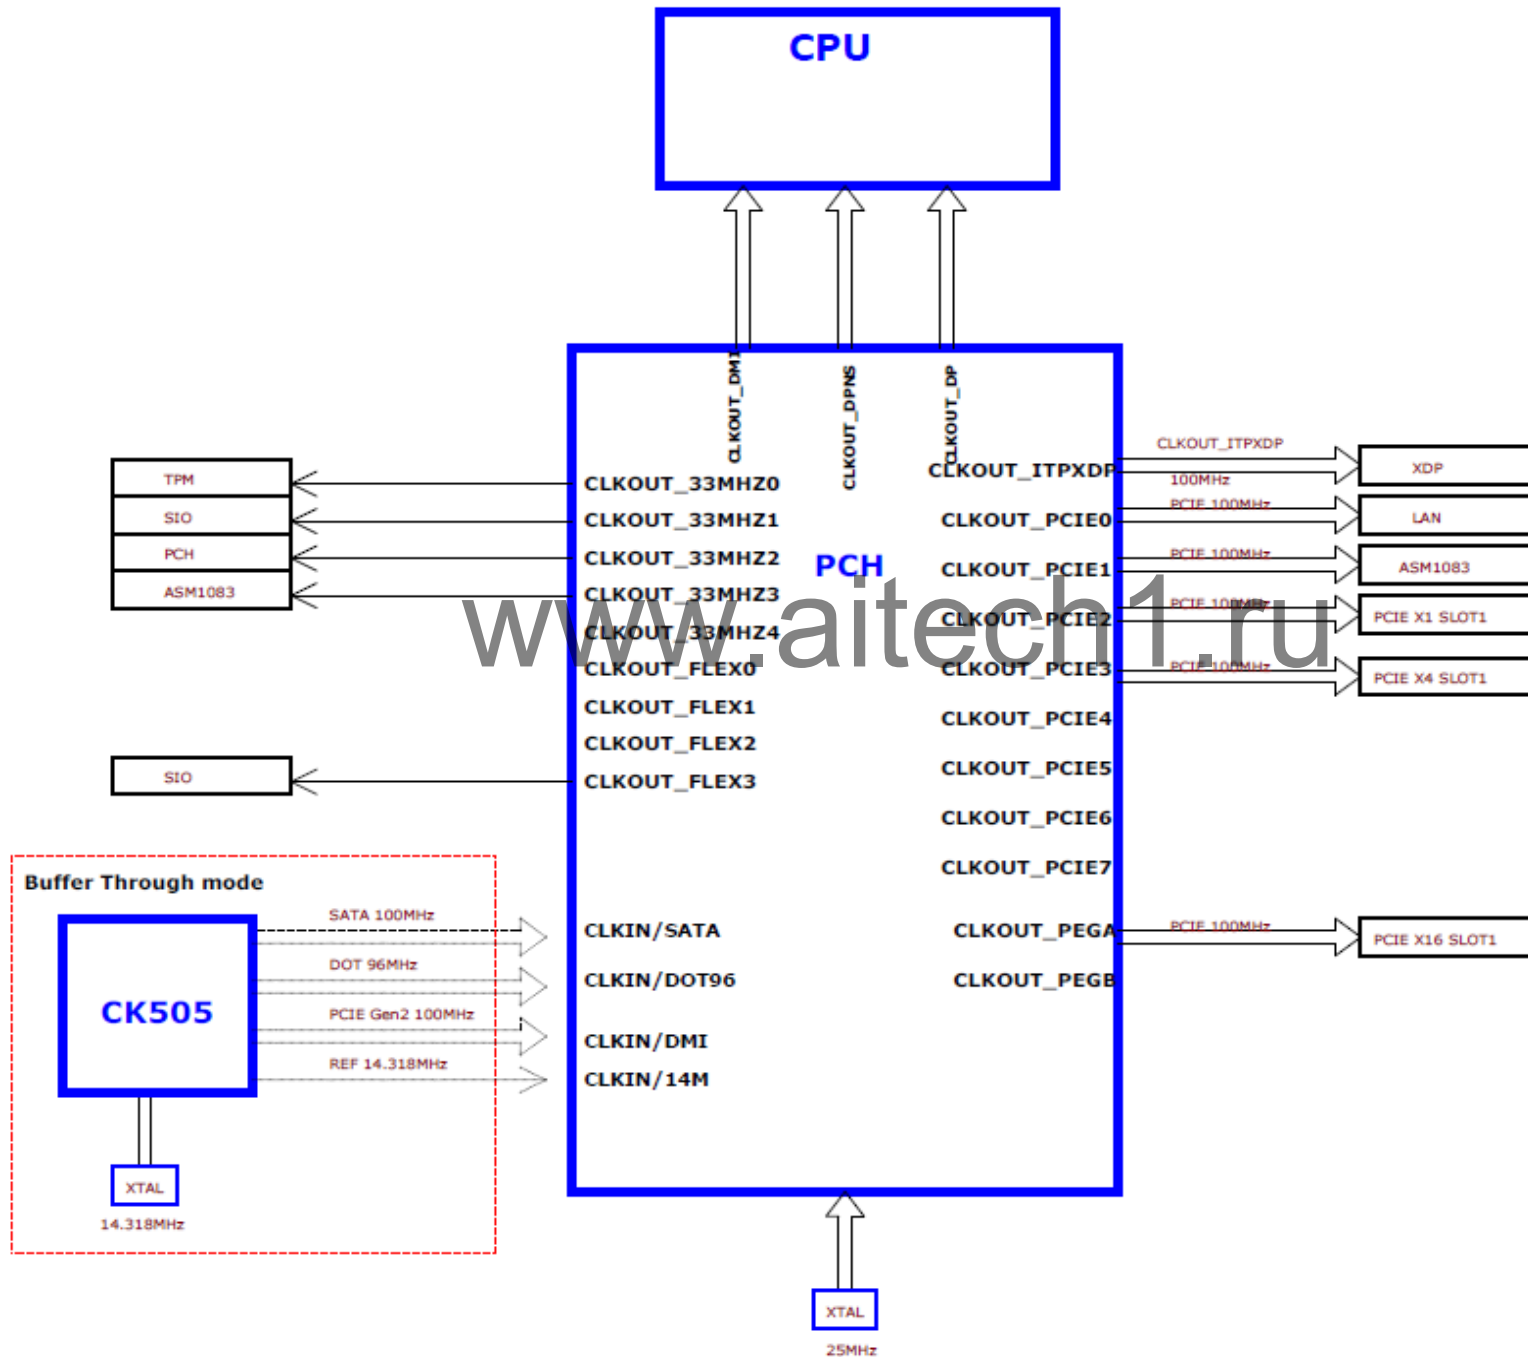 CPU
CLKOUT_DMI
CLKOUT_DPNS
CLKOUT_DP
PCH
TPM
SIO
PCH
ASM1083
SIO
CLKOUT_33MHZ0
CLKOUT_33MHZ1
CLKOUT_33MHZ2
CLKOUT_33MHZ3
CLKOUT_33MHZ4
CLKOUT_FLEX0
CLKOUT_FLEX1
CLKOUT_FLEX2
CLKOUT_FLEX3
CLKIN/SATA
CLKIN/DOT96
CLKIN/DMI
CLKIN/14M
CLKOUT_ITPXDP
CLKOUT_PCIE0
CLKOUT_PCIE1
CLKOUT_PCIE2
CLKOUT_PCIE3
CLKOUT_PCIE4
CLKOUT_PCIE5
CLKOUT_PCIE6
CLKOUT_PCIE7
CLKOUT_PEGA
CLKOUT_PEGB
CLKOUT_ITPXDP
100MHz
PCIE 100MHz
PCIE 100MHz
PCIE 100MHz
PCIE 100MHz
PCIE 100MHz
XDP
LAN
ASM1083
PCIE X1 SLOT1
PCIE X4 SLOT1
PCIE X16 SLOT1
www.aitech1.ru
Buffer Through mode
CK505
SATA 100MHz
DOT 96MHz
PCIE Gen2 100MHz
REF 14.318MHz
XTAL
14.318MHz
XTAL
25MHz